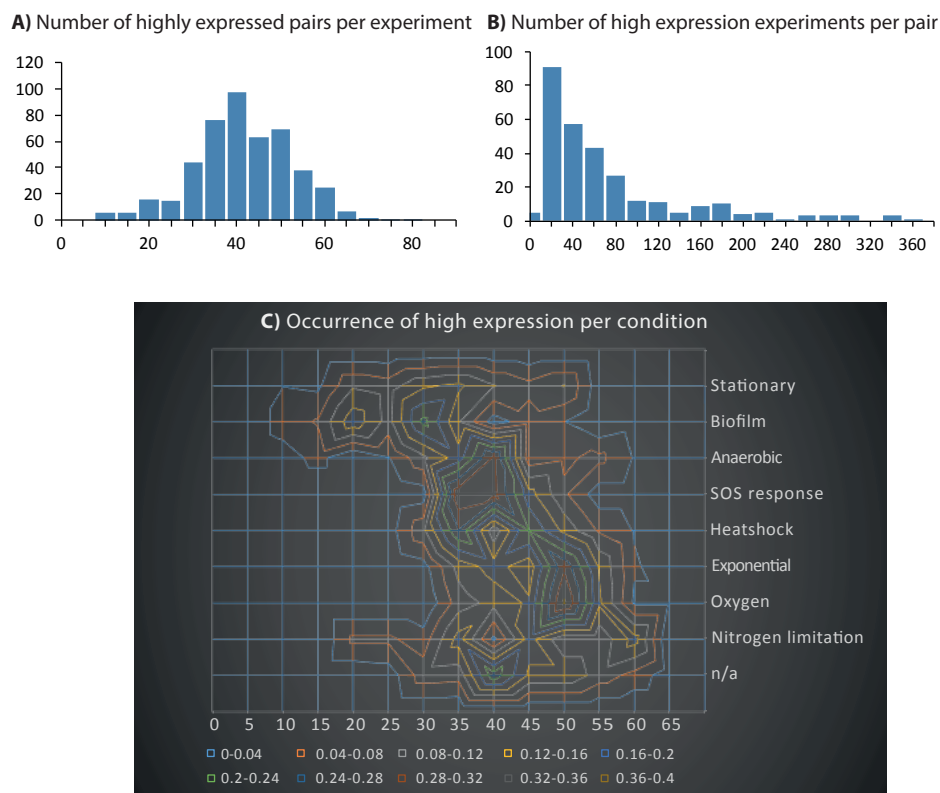 A) Number of highly expressed pairs per experiment
120
100
80
60
40
20
0
0 20 40 60 80
B) Number of high expression experiments per pair
100
80
60
40
20
0
0 40 80 120 160 200 240 280 320 360
C) Occurrence of high expression per condition
Stationary
Biofilm
Anaerobic
SOS response
Heatshock
Exponential
Oxygen
Nitrogen limitation
n/a
0 5 10 15 20 25 30 35 40 45 50 55 60 65
0-0.04 0.04-0.08 0.08-0.12 0.12-0.16 0.16-0.2
0.2-0.24 0.24-0.28 0.28-0.32 0.32-0.36 0.36-0.4